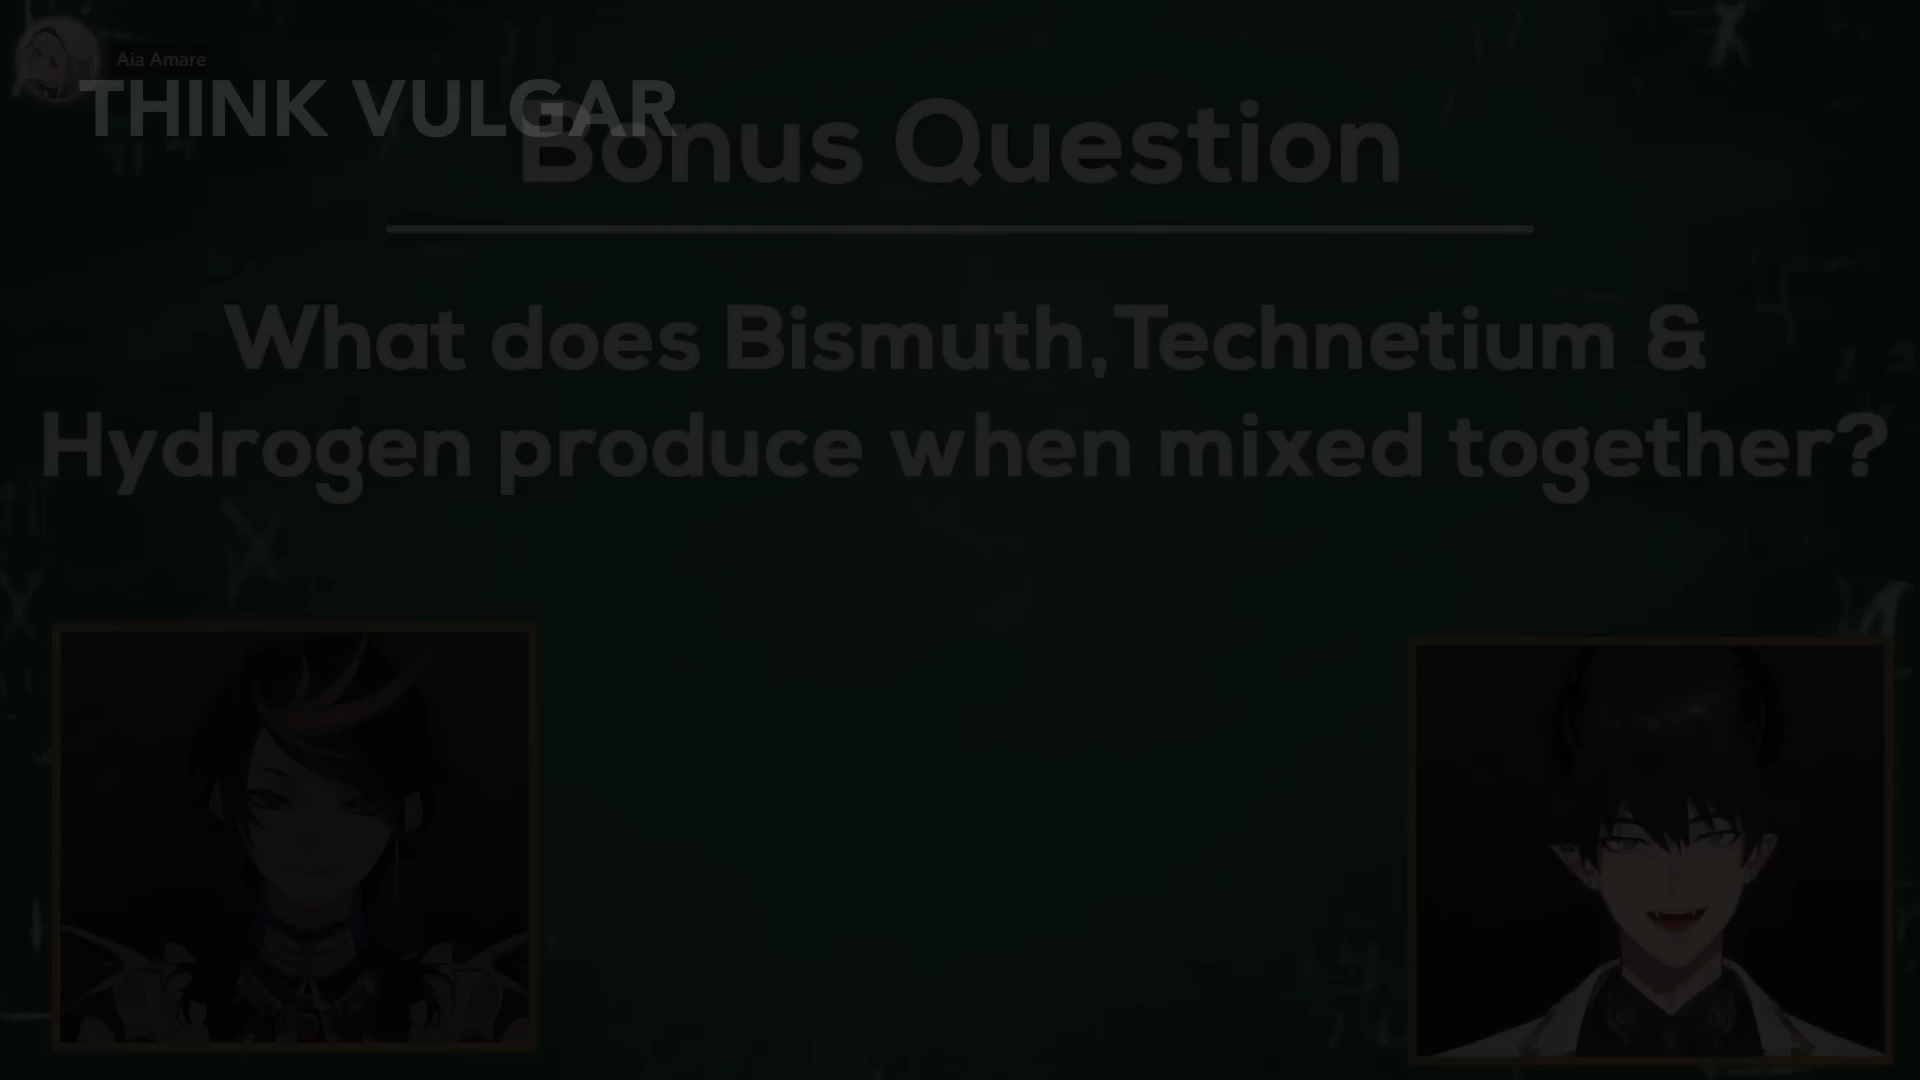 Aia Amare
THINK VULGAR
Bonus Question
What does Bismuth, Technetium &
Hydrogen produce when mixed together?